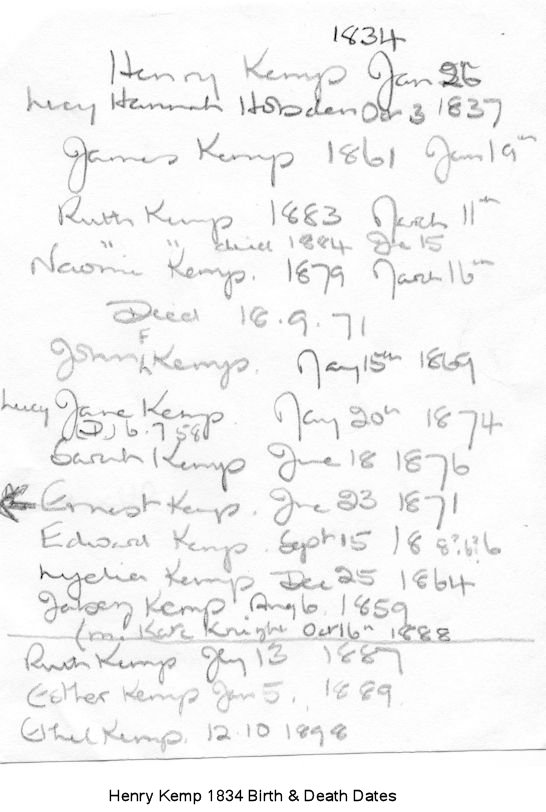 1834
Henry Kemp Jan 26
Lucy Hannah Hobden Oct 3 1837
James Kemp 1861 Jan 19th
Ruth Kemp 1883 March 11th
" " died 1884 Dec 15
Naomi Kemp. 1879 March 16th
Died 18.9.71
John Kemp. May 15th 1869
Lucy Jane Kemp May 20th 1874
(D) 6.7.58
Sarah Kemp June 18 1876
Ernest Kemp. June 23 1871
Edward Kemp. Sept 15 18
Lydia Kemp Dec 25 1864
Jabez Kemp Aug 6 1859
(m. Kate Knight Oct 16th 1888
Ruth Kemp July 13 1887
Esther Kemp Jan 5. 1889
Ethel Kemp. 12.10 1898
Henry Kemp 1834 Birth & Death Dates